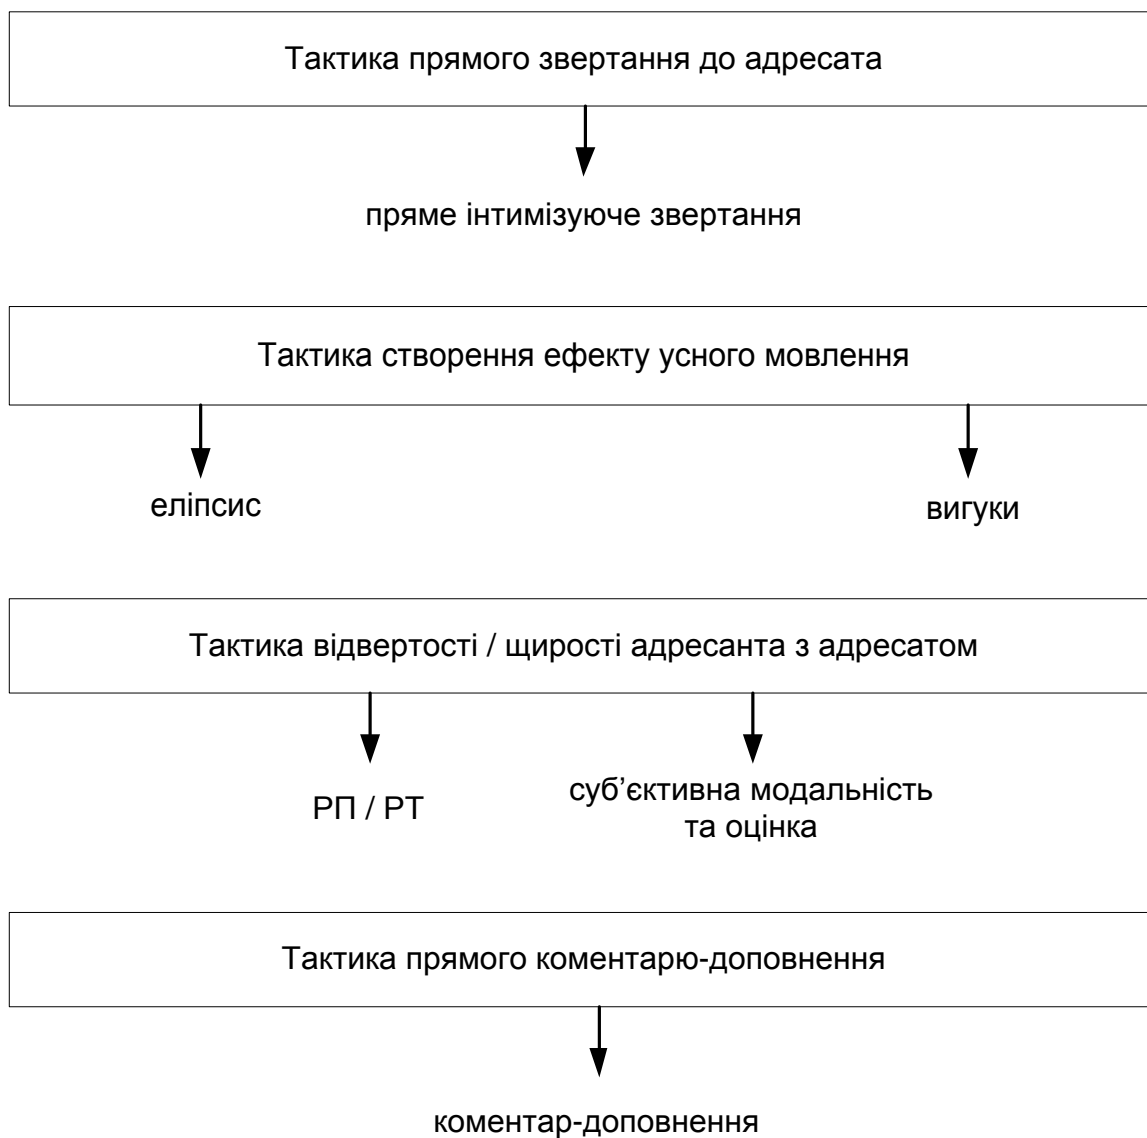 Тактика прямого звертання до адресата
пряме інтимізуюче звертання
Тактика створення ефекту усного мовлення
еліпсис
вигуки
Тактика відвертості / щирості адресанта з адресатом
РП / РТ
суб’єктивна модальність
та оцінка
Тактика прямого коментарю-доповнення
коментар-доповнення